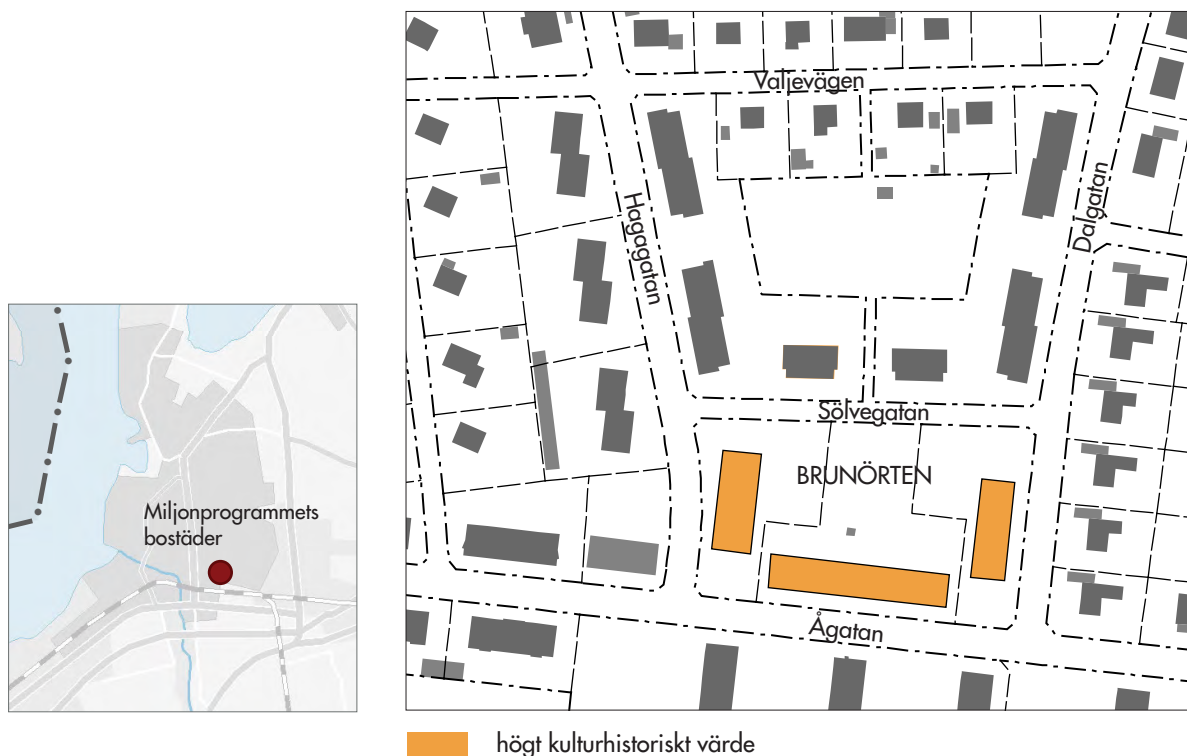 Valjevägen
Hagagatan
Dalgatan
Sölvegatan
BRUNÖRTEN
Ågatan
Miljonprogrammets
bostäder
högt kulturhistoriskt värde